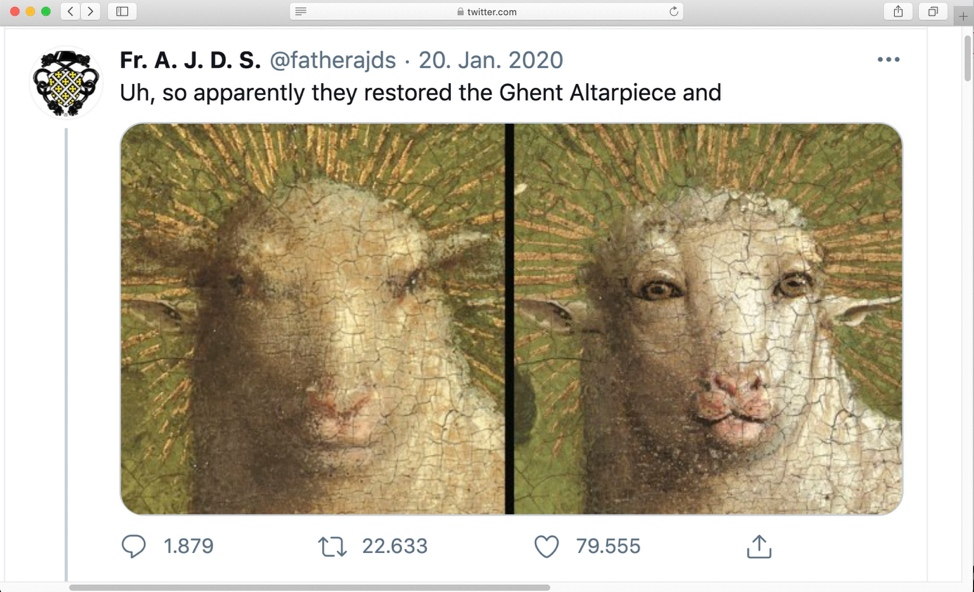 twitter.com
Fr. A. J. D. S. @fatherajds · 20. Jan. 2020
Uh, so apparently they restored the Ghent Altarpiece and
1.879 22.633 79.555